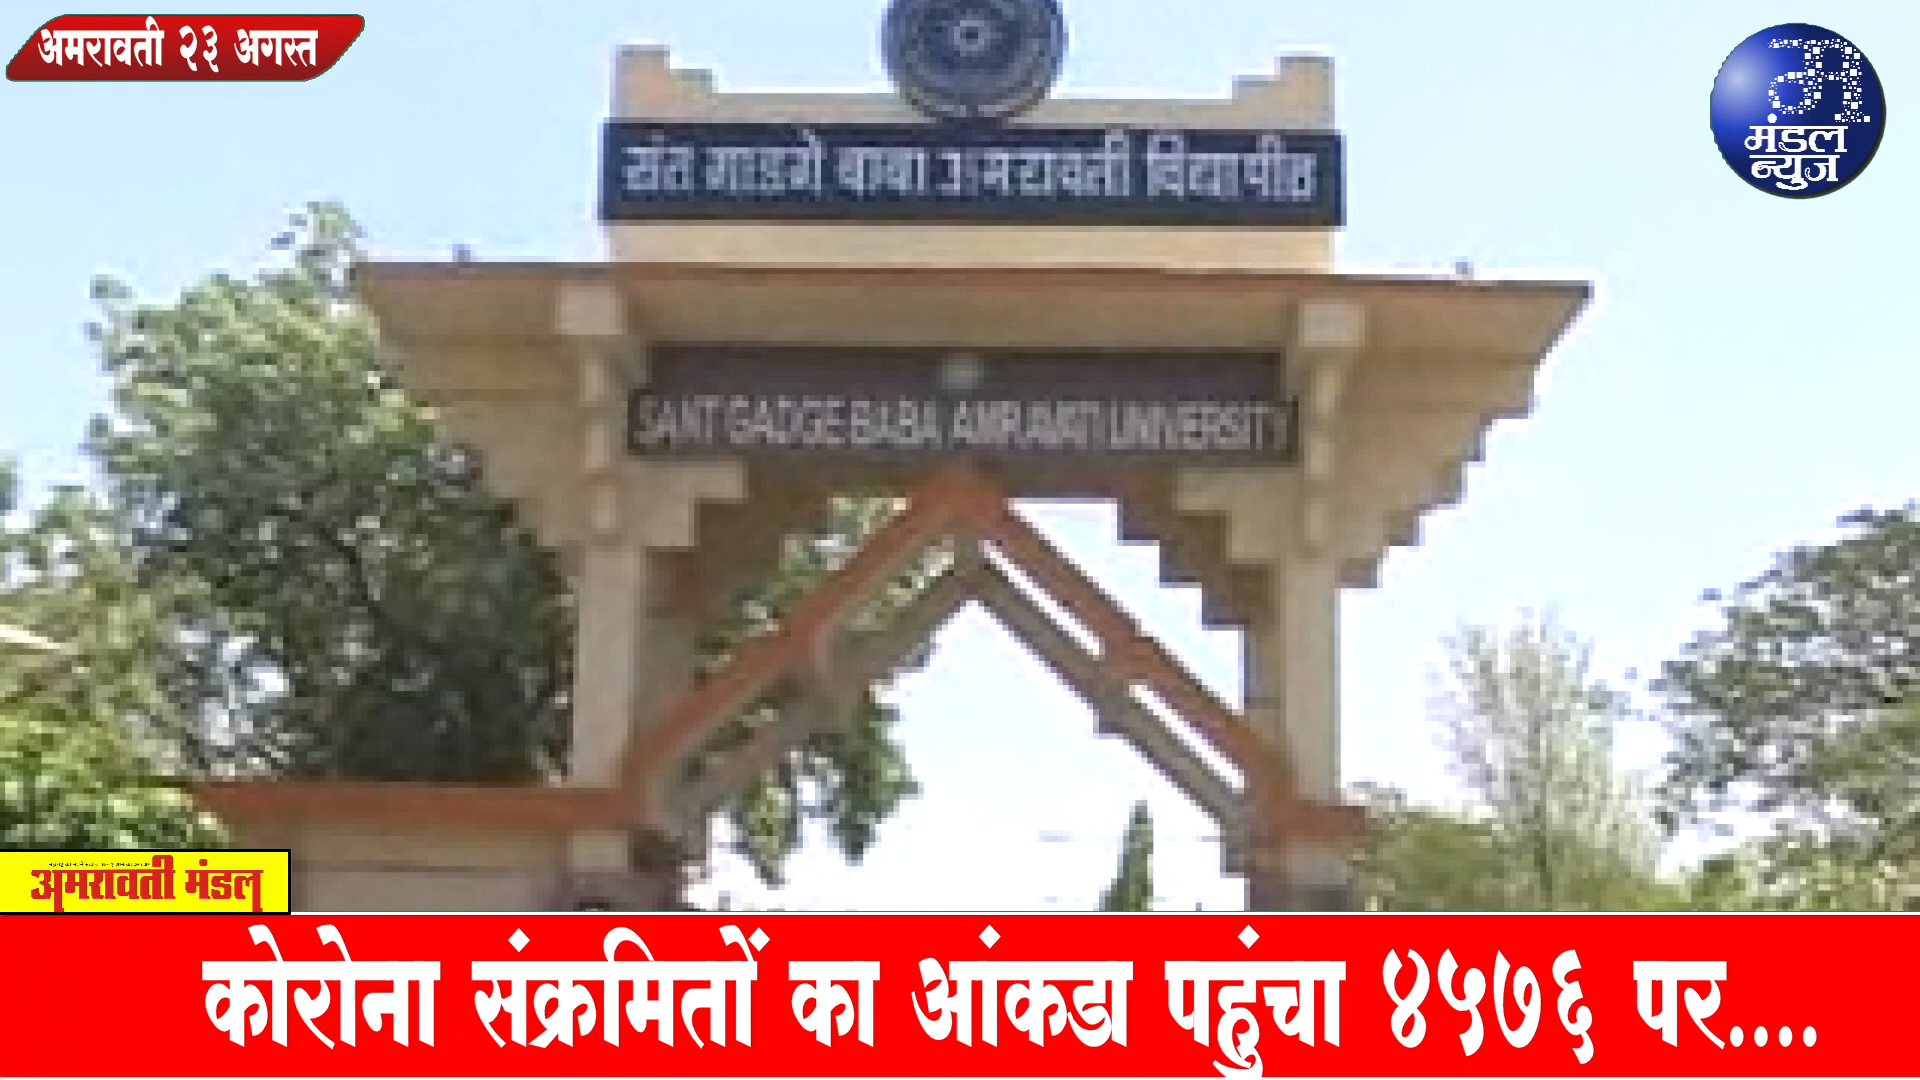 अमरावती २३ अगस्त
मंडल
न्युज
संत गाडगे बाबा अमरावती विद्यापीठ
SANT GADGE BABA AMRAVATI UNIVERSITY
अमरावती मंडल
कोरोना संक्रमितों का आंकडा पहुंचा ४५७६ पर....